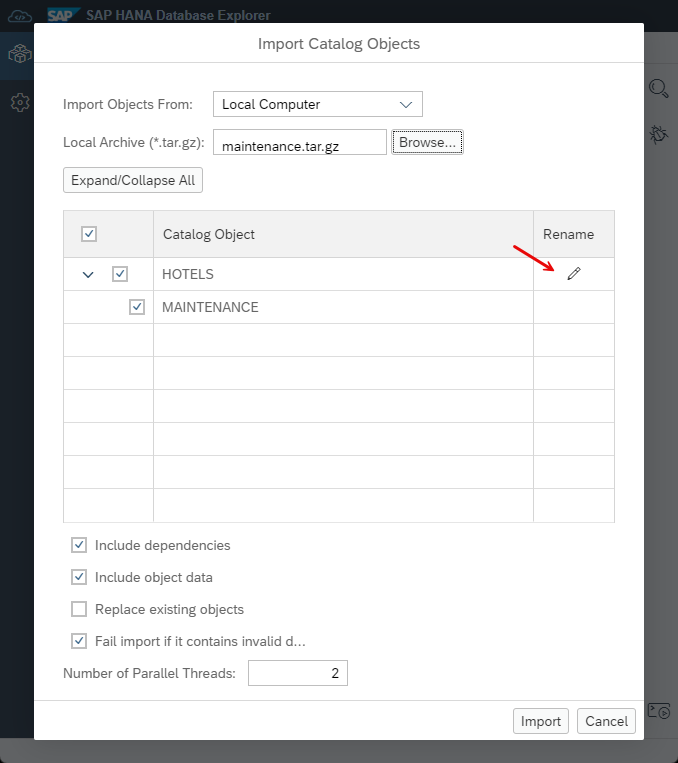 SAP SAP HANA Database Explorer
Import Catalog Objects
Import Objects From: Local Computer
Local Archive (*.tar.gz): maintenance.tar.gz Browse...
Expand/Collapse All
Catalog Object Rename
HOTELS
MAINTENANCE
Include dependencies
Include object data
Replace existing objects
Fail import if it contains invalid d...
Number of Parallel Threads: 2
Import Cancel